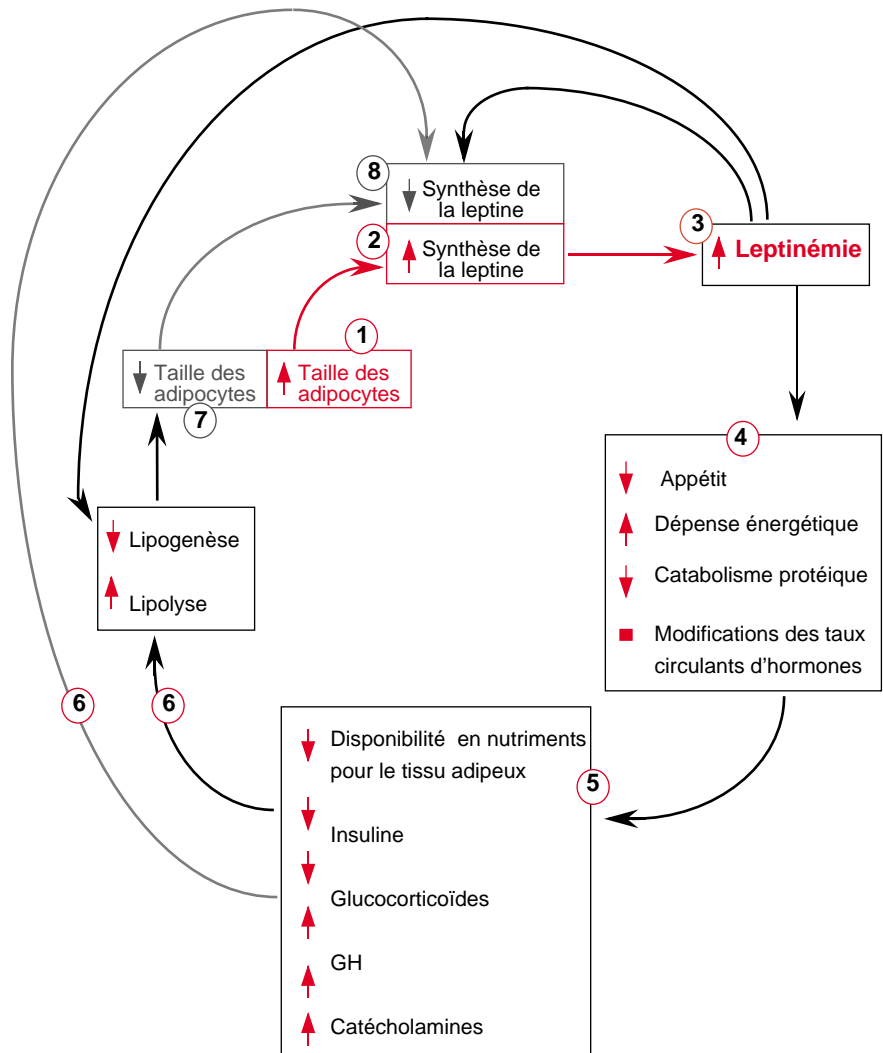 8
Synthèse de
la leptine
2
Synthèse de
la leptine
3
Leptinémie
1
Taille des
adipocytes
Taille des
adipocytes
7
4
Appétit
Dépense énergétique
Catabolisme protéique
Modifications des taux
circulants d’hormones
Lipogenèse
Lipolyse
6
6
5
Disponibilité en nutriments
pour le tissu adipeux
Insuline
Glucocorticoïdes
GH
Catécholamines